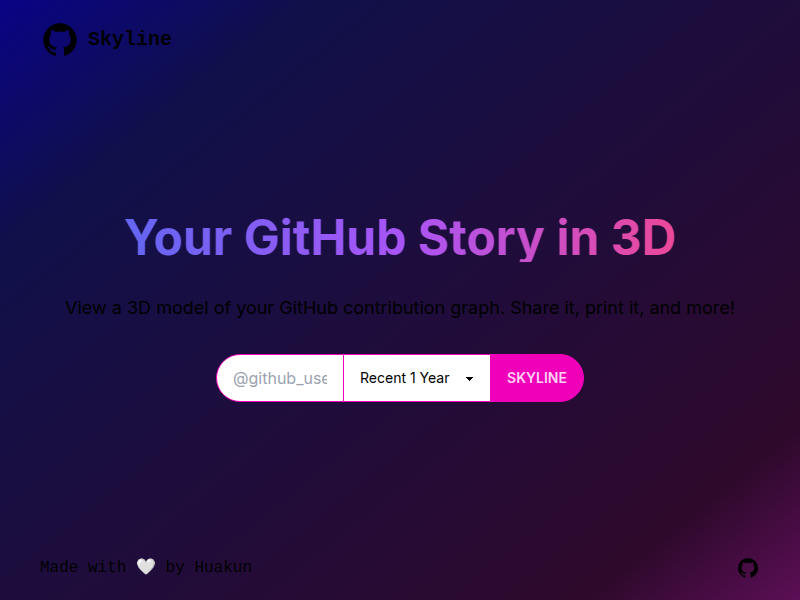 Skyline
Your GitHub Story in 3D
View a 3D model of your GitHub contribution graph. Share it, print it, and more!
@github_use
Recent 1 Year
SKYLINE
Made with 🤍 by Huakun